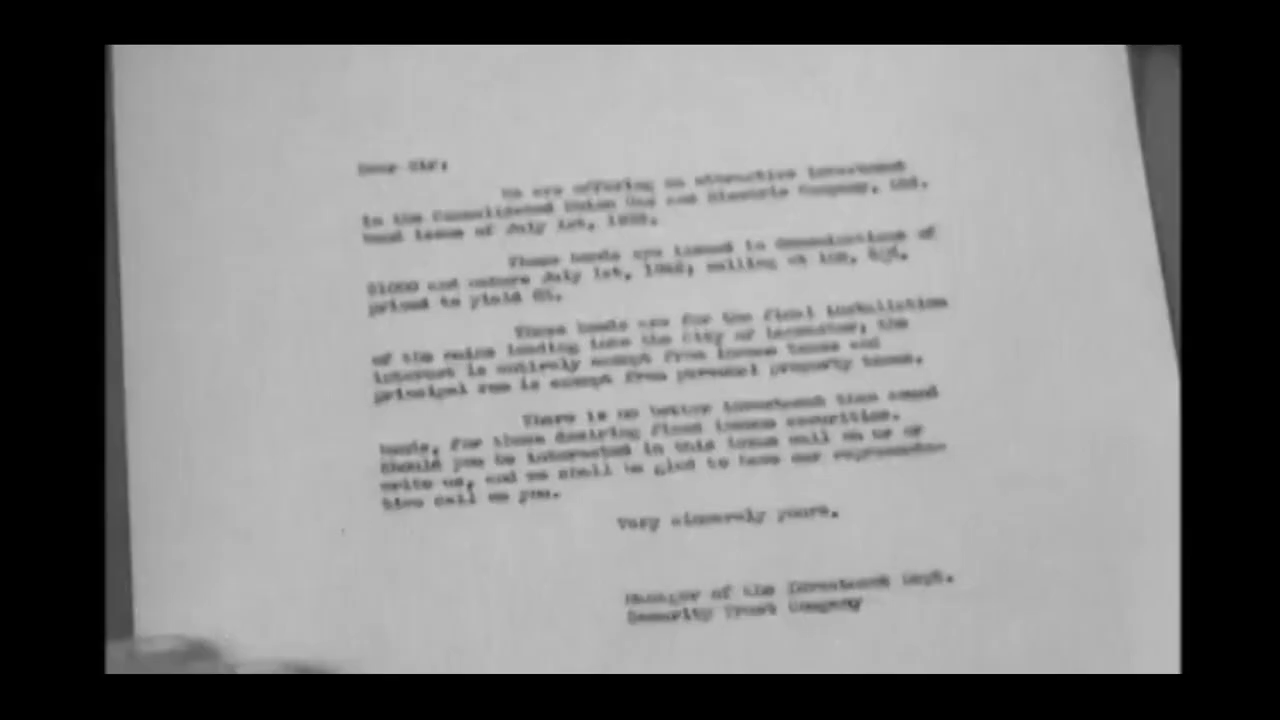 Dear Sir:
We are offering an attractive investment
in the Consolidated Union Gas and Electric Company, Ltd.
bond issue of July 1st,
These bonds are issued in denominations of
$1000 and mature July 1st, selling at
priced to yield
These bonds are for the final installation
of the mains leading into the City of the
interest is entirely exempt from income taxes and
principal sum is exempt from personal property taxes.
There is no better investment than sound
bonds, for those desiring fixed income securities.
Should you be interested in this issue call on us or
write us, and we shall be glad to have our representa-
tive call on you.
Very sincerely yours,
Manager of the Investment Dept.
Security Trust Company